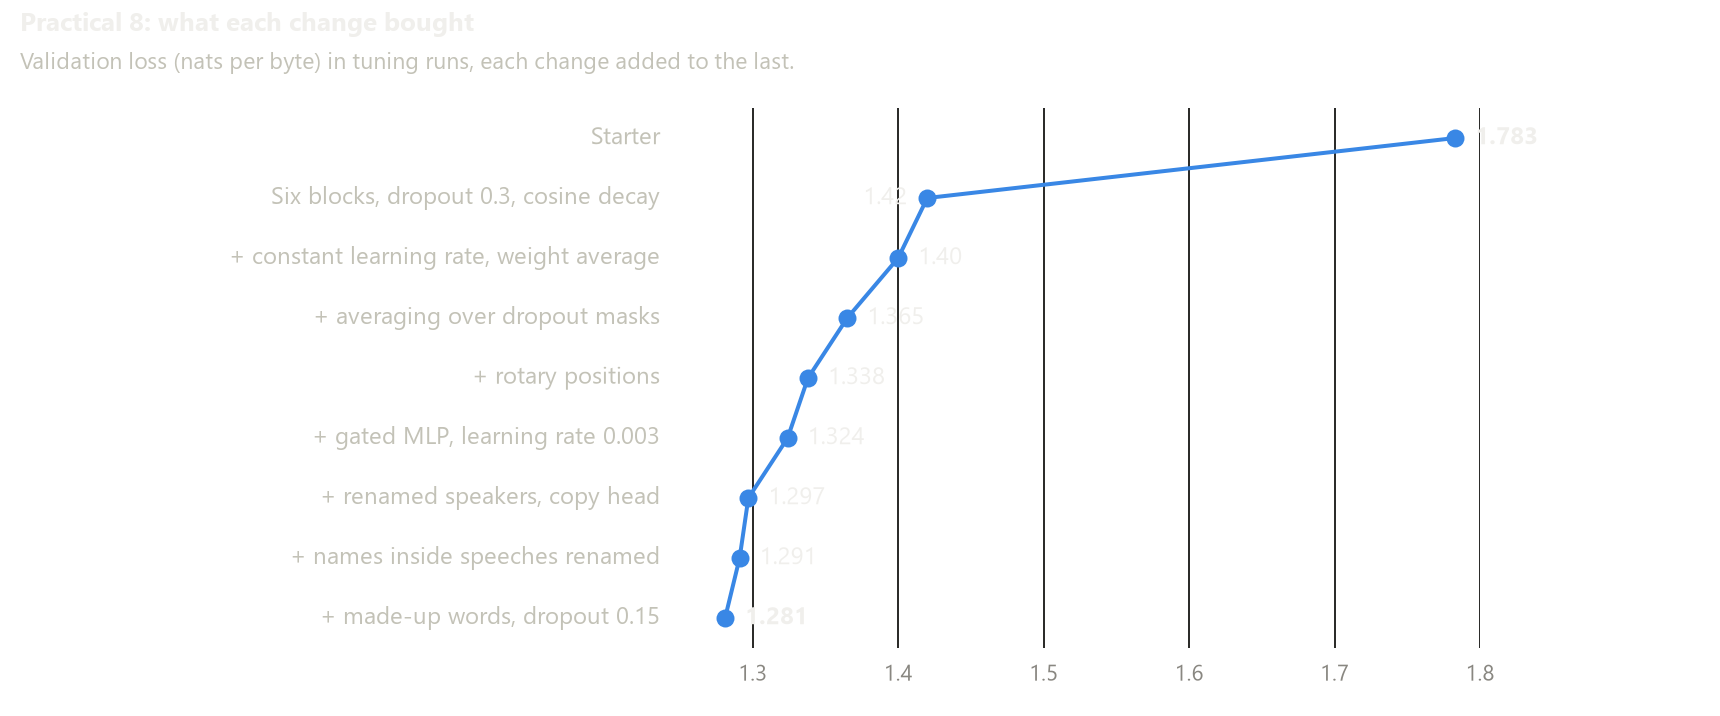 Practical 8: what each change bought
Validation loss (nats per byte) in tuning runs, each change added to the last.
Starter
1.783
Six blocks, dropout 0.3, cosine decay
1.42
+ constant learning rate, weight average
1.40
+ averaging over dropout masks
1.365
+ rotary positions
1.338
+ gated MLP, learning rate 0.003
1.324
+ renamed speakers, copy head
1.297
+ names inside speeches renamed
1.291
+ made-up words, dropout 0.15
1.281
1.3 1.4 1.5 1.6 1.7 1.8